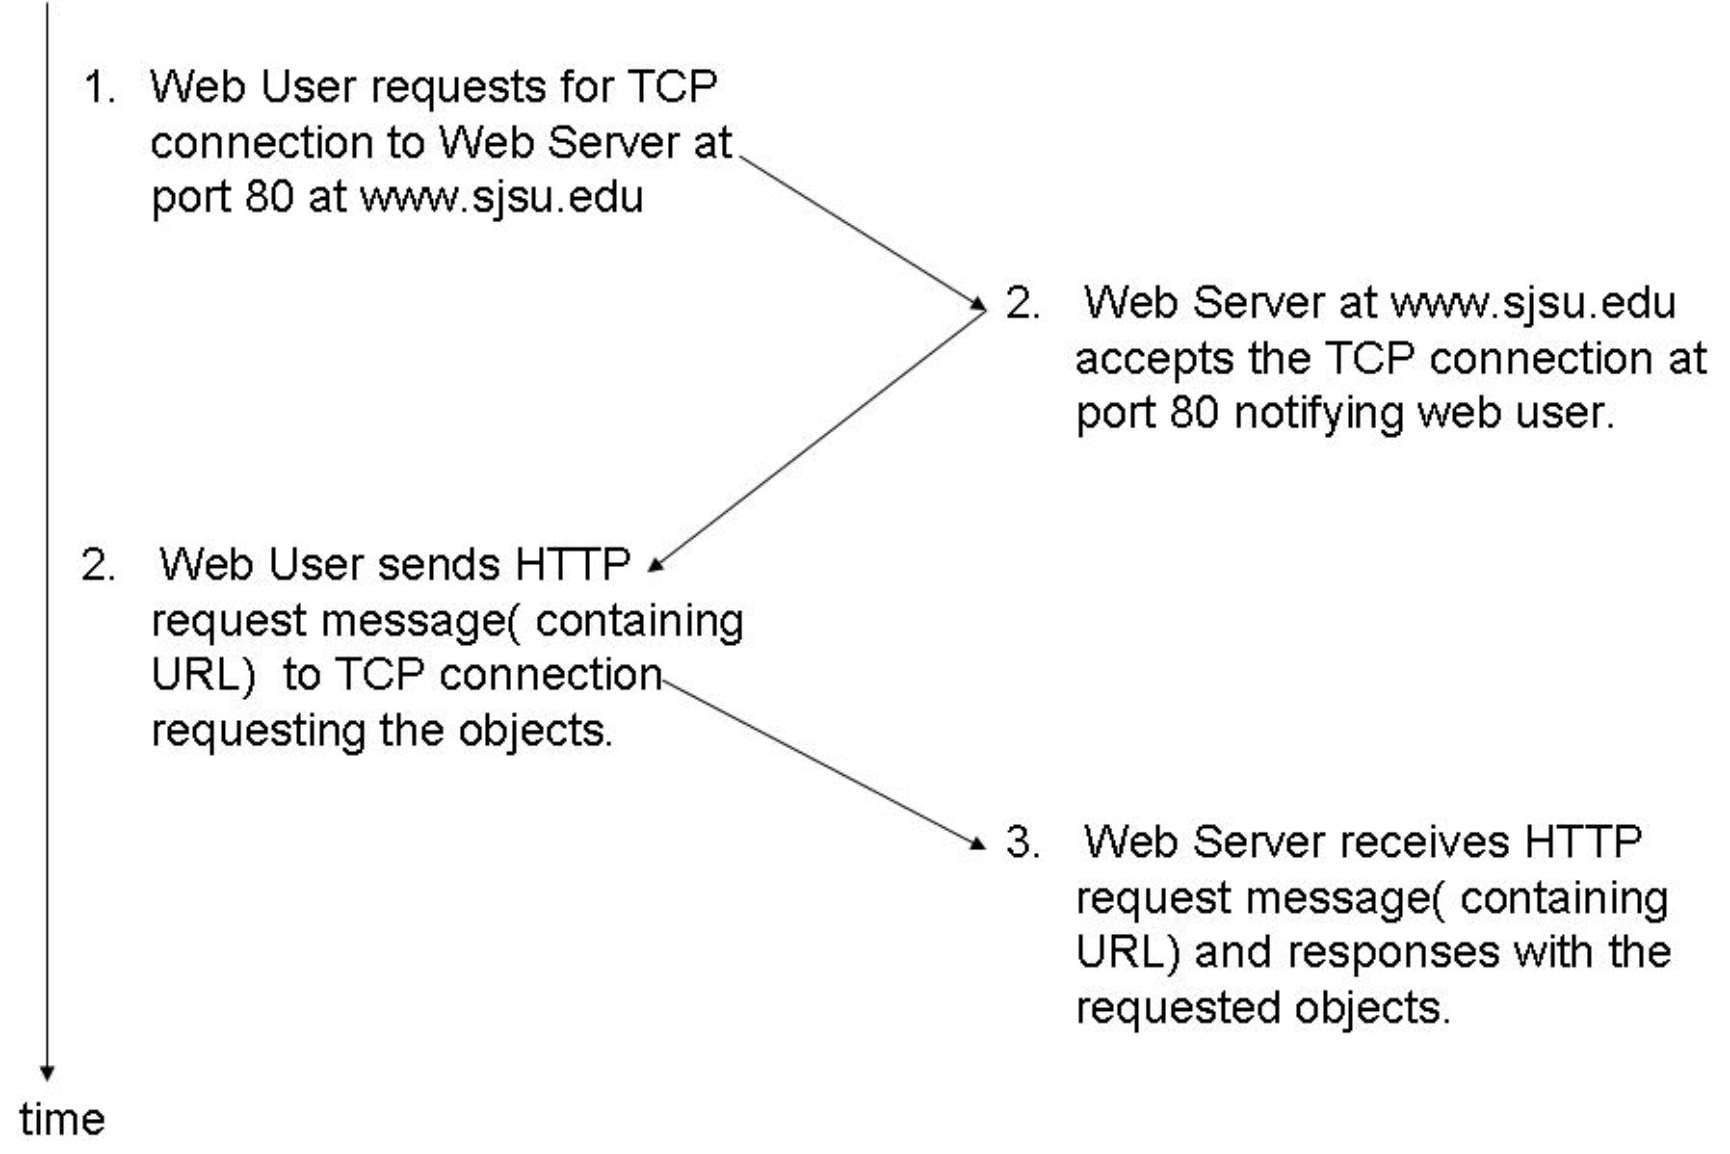 1. Web User requests for TCP
connection to Web Server at
port 80 at www.sjsu.edu
2. Web Server at www.sjsu.edu
accepts the TCP connection at
port 80 notifying web user.
2. Web User sends HTTP
request message( containing
URL) to TCP connection
requesting the objects.
3. Web Server receives HTTP
request message( containing
URL) and responses with the
requested objects.
time